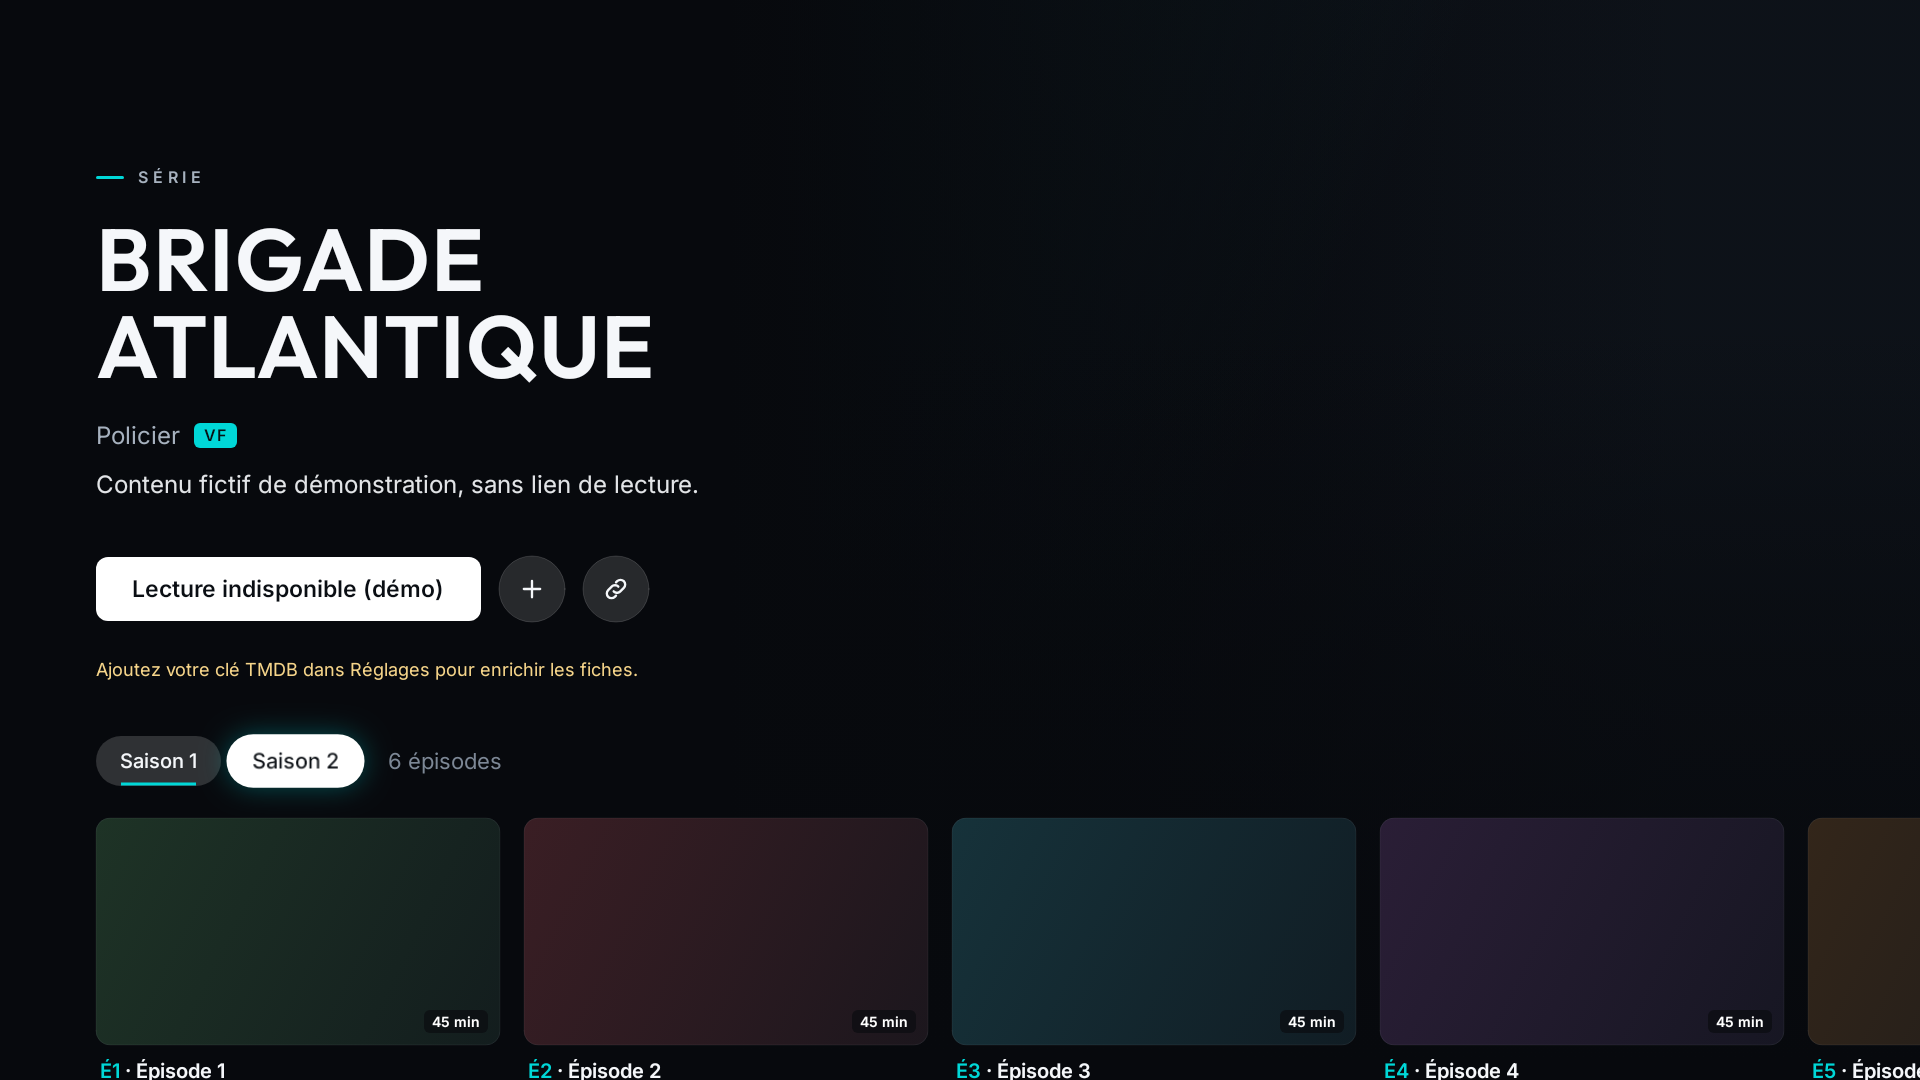 SÉRIE
BRIGADE
ATLANTIQUE
Policier VF
Contenu fictif de démonstration, sans lien de lecture.
Lecture indisponible (démo)
Ajoutez votre clé TMDB dans Réglages pour enrichir les fiches.
Saison 1 Saison 2 6 épisodes
45 min 45 min 45 min 45 min
É1 · Épisode 1 É2 · Épisode 2 É3 · Épisode 3 É4 · Épisode 4 É5 · Épisode